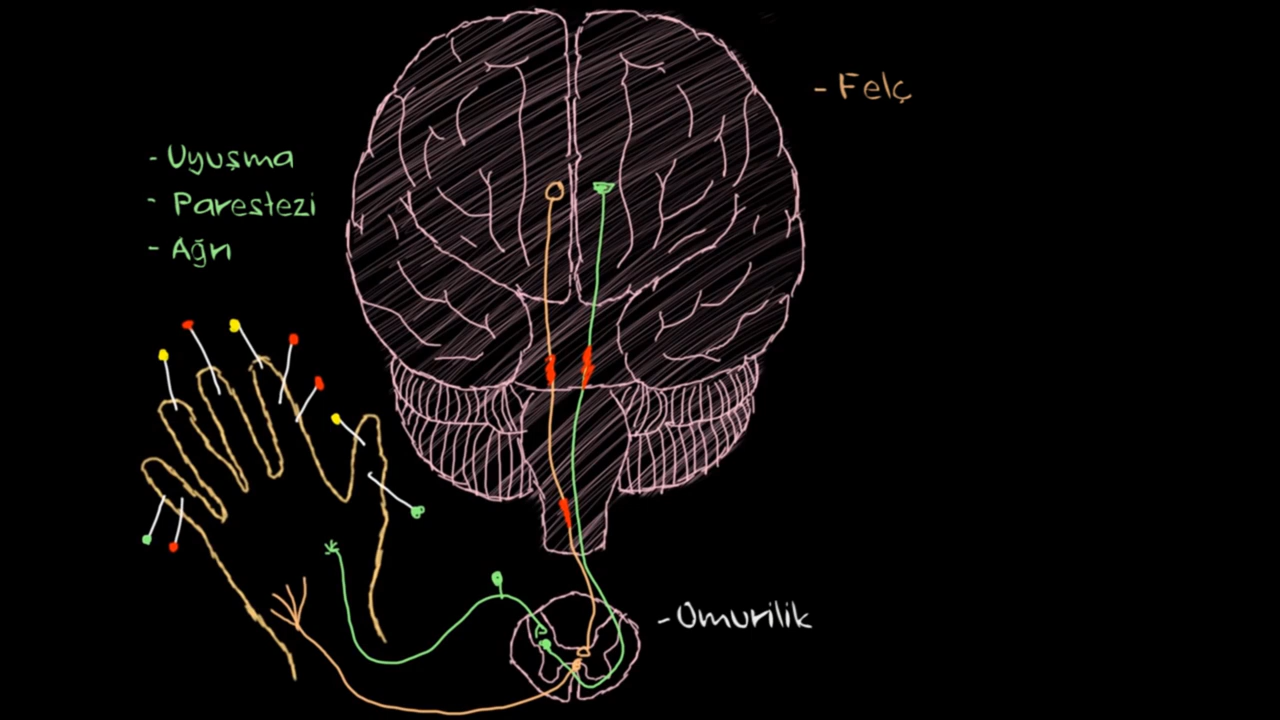 - Felç
- Uyuşma
- Parestezi
- Ağrı
- Omurilik